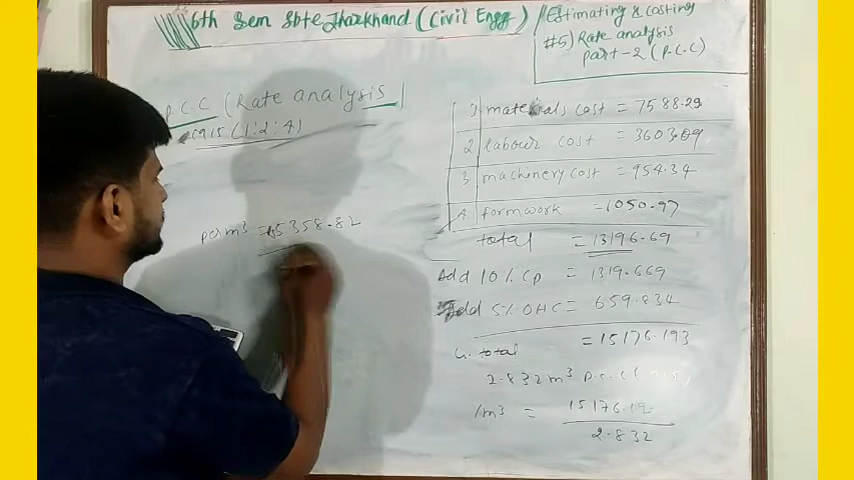 6th Sem Sbte Jharkhand (Civil Engg)
Estimating & costing
#5) Rate analysis
part-2 (P.C.C)
P.C.C (Rate analysis)
(1:2:4)
per m³ = 5358.82
1 materials cost = 7588.29
2 labour cost = 3603.09
3 machinery cost = 954.34
4. formwork = 1050.97
total = 13196.69
Add 10% CP = 1319.669
Add 5% OHC = 659.834
G. total = 15176.193
2.832 m³ P.C.C (
1m³ = 15176.19
2.832